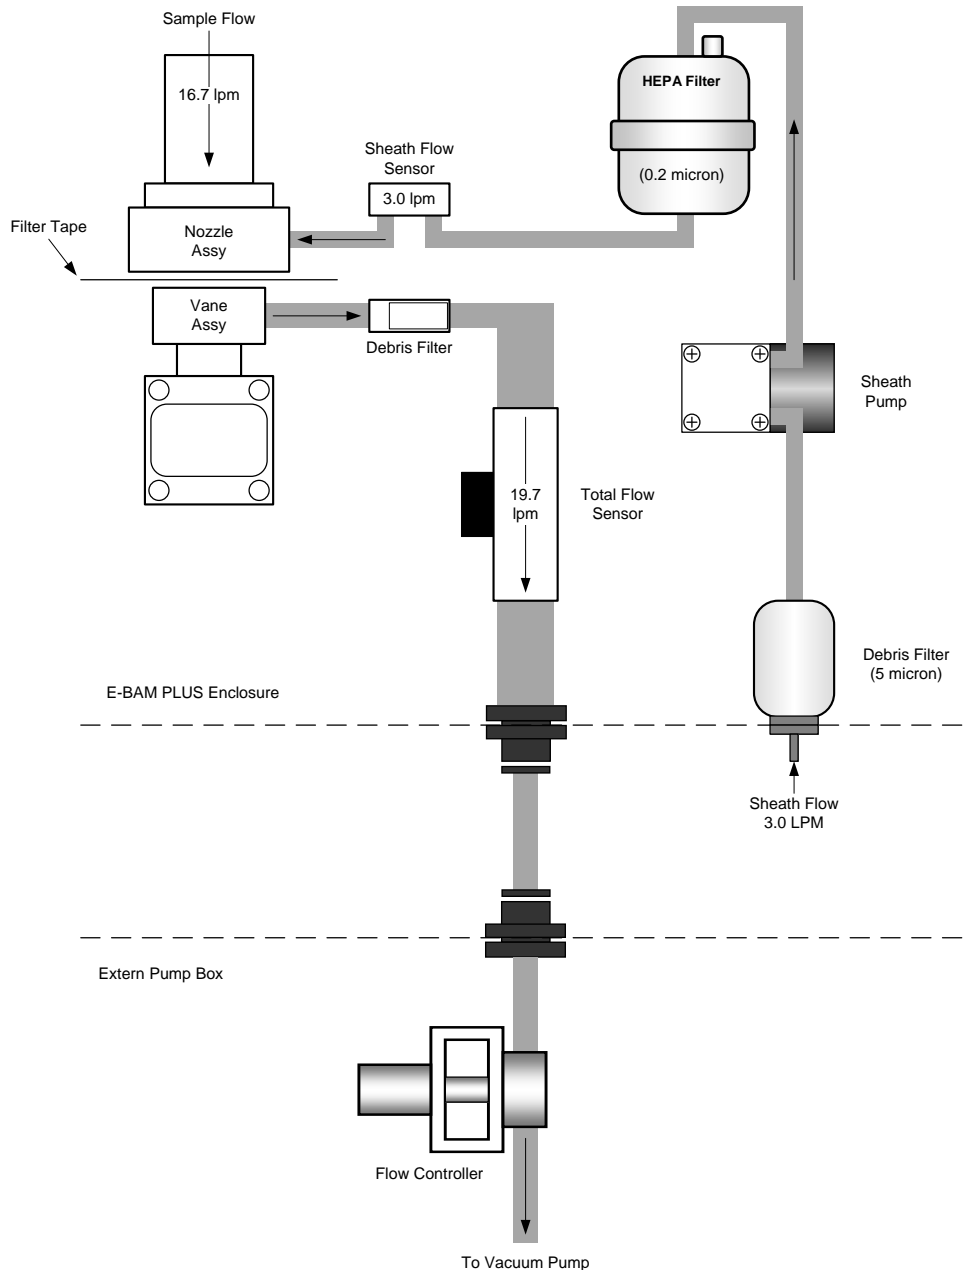 Sample Flow
16.7 lpm
HEPA Filter
(0.2 micron)
Sheath Flow
Sensor
3.0 lpm
Filter Tape
Nozzle
Assy
Vane
Assy
Debris Filter
Sheath
Pump
19.7
lpm
Total Flow
Sensor
Debris Filter
(5 micron)
E-BAM PLUS Enclosure
Sheath Flow
3.0 LPM
Extern Pump Box
Flow Controller
To Vacuum Pump